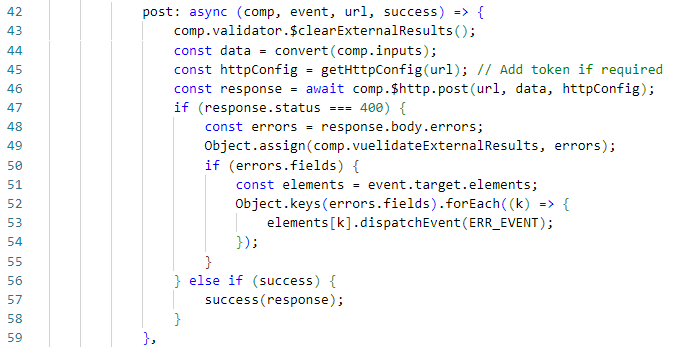 42 post: async (comp, event, url, success) => {
43 comp.validator.$clearExternalResults();
44 const data = convert(comp.inputs);
45 const httpConfig = getHttpConfig(url); // Add token if required
46 const response = await comp.$http.post(url, data, httpConfig);
47 if (response.status === 400) {
48 const errors = response.body.errors;
49 Object.assign(comp.vuelidateExternalResults, errors);
50 if (errors.fields) {
51 const elements = event.target.elements;
52 Object.keys(errors.fields).forEach((k) => {
53 elements[k].dispatchEvent(ERR_EVENT);
54 });
55 }
56 } else if (success) {
57 success(response);
58 }
59 },